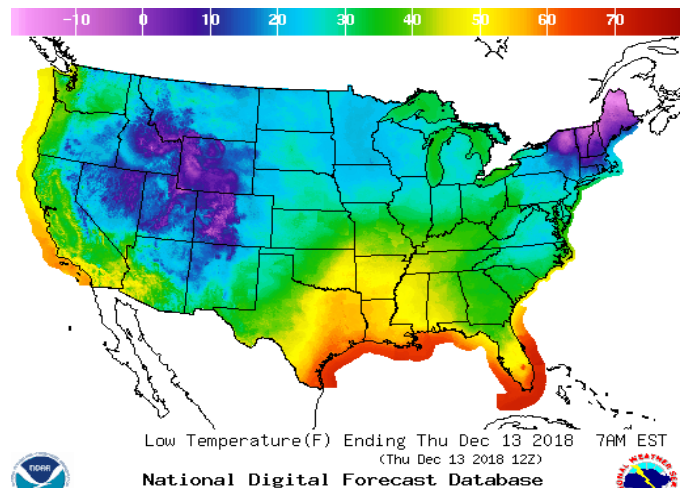 -10 0 10 20 30 40 50 60 70
Low Temperature(F) Ending Thu Dec 13 2018 7AM EST
(Thu Dec 13 2018 12Z)
National Digital Forecast Database
NOAA